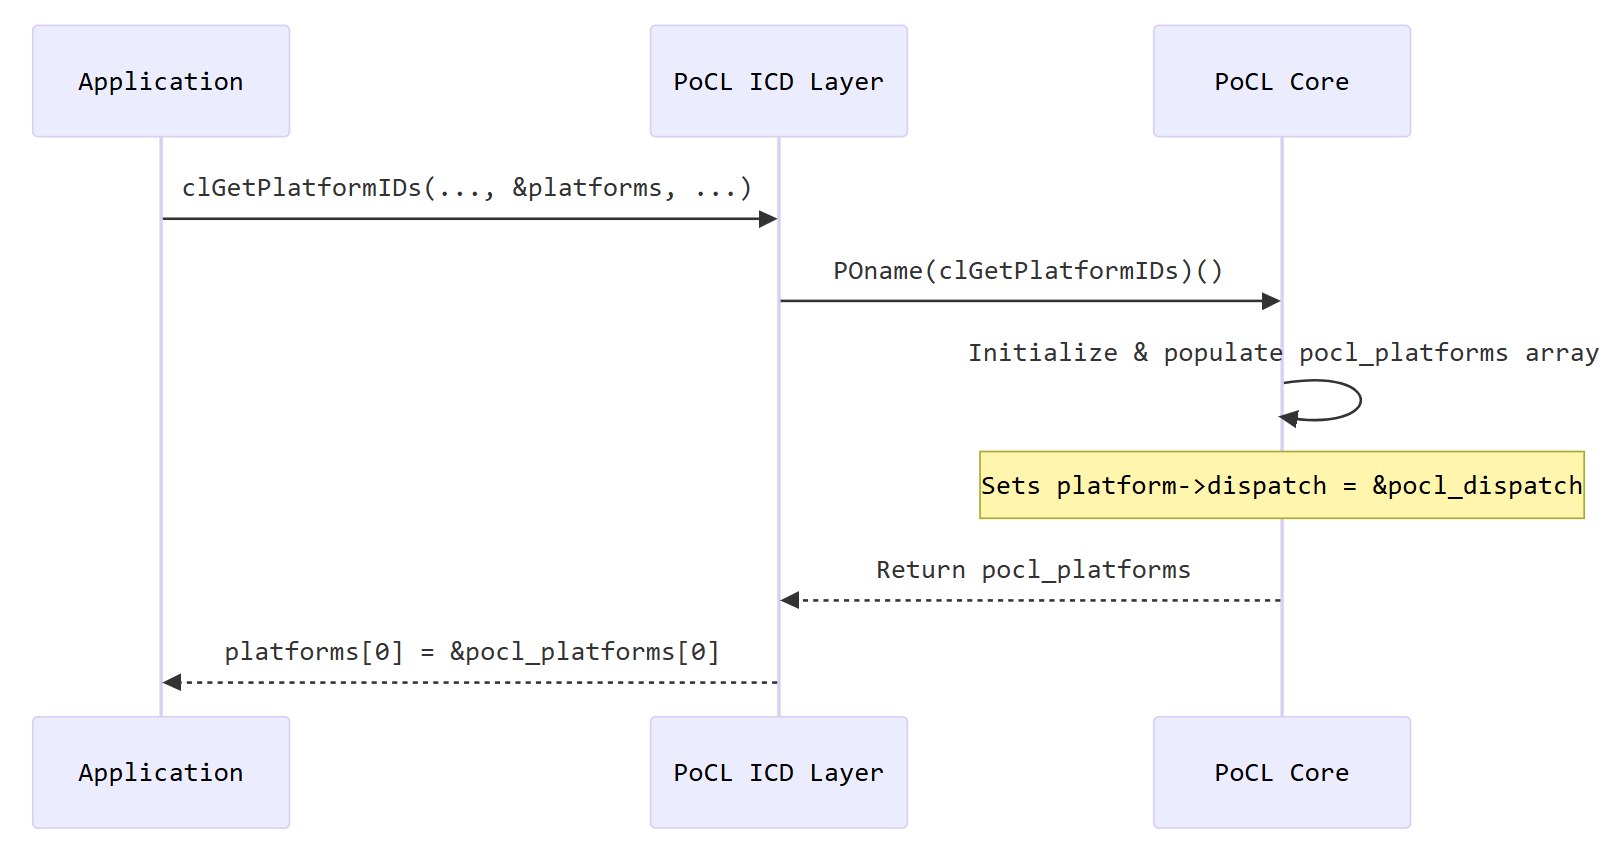 Application
PoCL ICD Layer
PoCL Core
clGetPlatformIDs(..., &platforms, ...)
POname(clGetPlatformIDs)()
Initialize & populate pocl_platforms array
Sets platform->dispatch = &pocl_dispatch
Return pocl_platforms
platforms[0] = &pocl_platforms[0]
Application
PoCL ICD Layer
PoCL Core